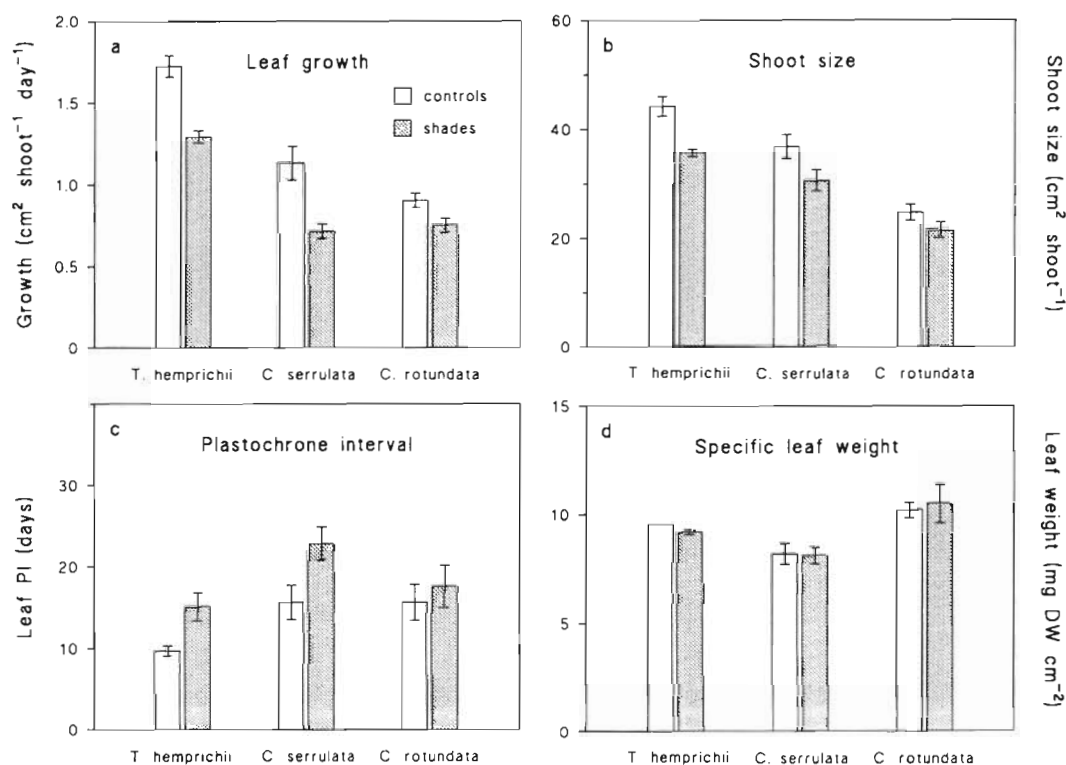 a
Leaf growth
controls
shades
2.0
1.5
1.0
0.5
0
Growth (cm² shoot⁻¹ day⁻¹)
T. hemprichii C serrulata C. rotundata
b
Shoot size
60
40
20
0
Shoot size (cm² shoot⁻¹)
T hemprichii C. serrulata C rotundata
c
Plastochrone interval
30
20
10
0
Leaf PI (days)
T hemprichii C serrulata C rotundata
d
Specific leaf weight
15
10
5
0
Leaf weight (mg DW cm⁻²)
T hemprichii C. serrulata C rotundata